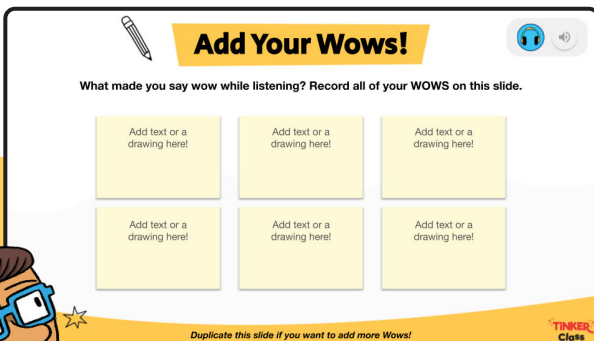 Add Your Wows!
What made you say wow while listening? Record all of your WOWS on this slide.
Add text or a
drawing here!
Add text or a
drawing here!
Add text or a
drawing here!
Add text or a
drawing here!
Add text or a
drawing here!
Add text or a
drawing here!
Duplicate this slide if you want to add more Wows!
TiNKER
Class